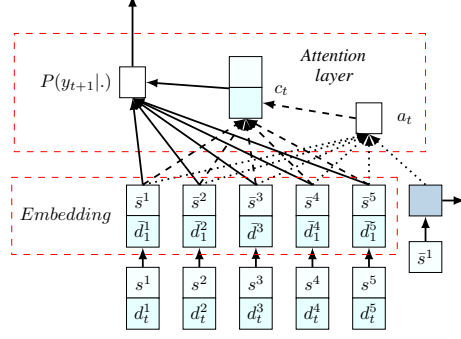 Attention
layer
P(y_{t+1}|.)
c_t
a_t
Embedding
s̄^1 s̄^2 s̄^3 s̄^4 s̄^5
d̄_1^1 d̄_1^2 d̄^3 d̄_1^4 d̄_1^5
s̄^1
s^1 s^2 s^3 s^4 s^5
d_t^1 d_t^2 d_t^3 d_t^4 d_t^5